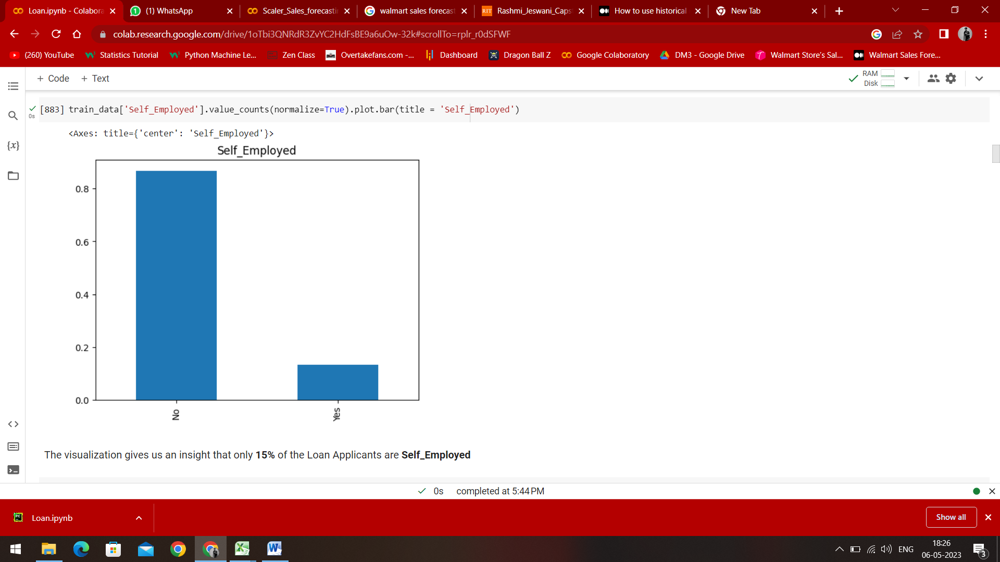 Loan.ipynb - Colabora
(1) WhatsApp
Scaler_Sales_forecasti
walmart sales forecast
RIT Rashmi_Jeswani_Caps
How to use historical
New Tab
colab.research.google.com/drive/1oTbi3QNRdR3ZvYC2HdFsBE9a6uOw-32k#scrollTo=rplr_r0dSFWF
(260) YouTube
Statistics Tutorial
Python Machine Le...
Zen Class
Overtakefans.com -...
Dashboard
Dragon Ball Z
Google Colaboratory
DM3 - Google Drive
Walmart Store's Sal...
Walmart Sales Fore...
+ Code + Text
RAM
Disk
[883] train_data['Self_Employed'].value_counts(normalize=True).plot.bar(title = 'Self_Employed')
0s
<Axes: title={'center': 'Self_Employed'}>
Self_Employed
0.8
0.6
0.4
0.2
0.0
No
Yes
The visualization gives us an insight that only 15% of the Loan Applicants are Self_Employed
0s completed at 5:44 PM
Loan.ipynb
Show all
ENG
18:26
06-05-2023
3